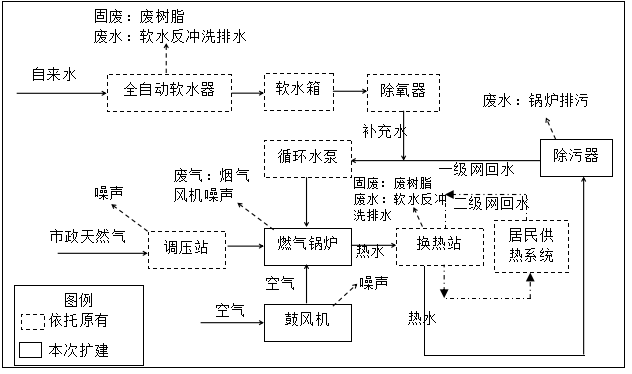 固废：废树脂
废水：软水反冲洗排水
自来水
全自动软水器
软水箱
除氧器
废水：锅炉排污
补充水
循环水泵
除污器
一级网回水
废气：烟气
风机噪声
固废：废树脂
废水：软水反冲
洗排水
噪声
二级网回水
市政天然气
调压站
燃气锅炉
热水
换热站
居民供
热系统
空气
噪声
图例
依托原有
本次扩建
空气
鼓风机
热水